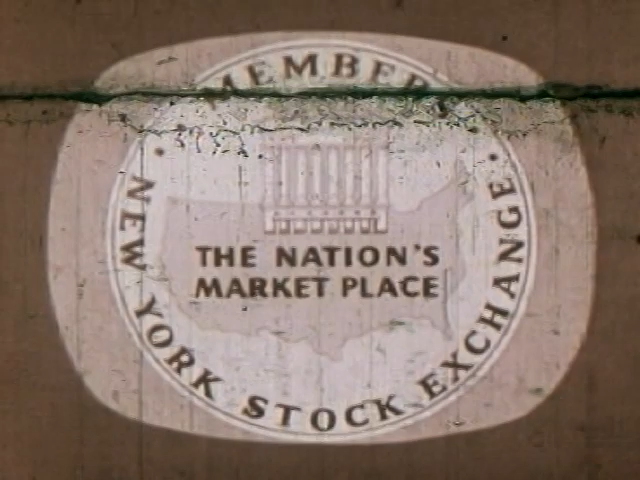 MEMBER
NEW YORK STOCK EXCHANGE
THE NATION'S
MARKET PLACE